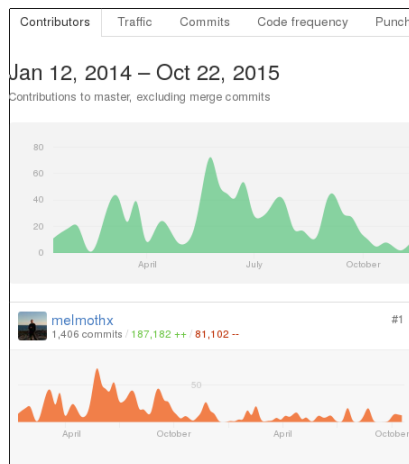 Contributors Traffic Commits Code frequency Punch
Jan 12, 2014 – Oct 22, 2015
Contributions to master, excluding merge commits
80
60
40
20
0
April July October
melmothx #1
1,406 commits / 187,182 ++ / 81,102 --
50
April October April October